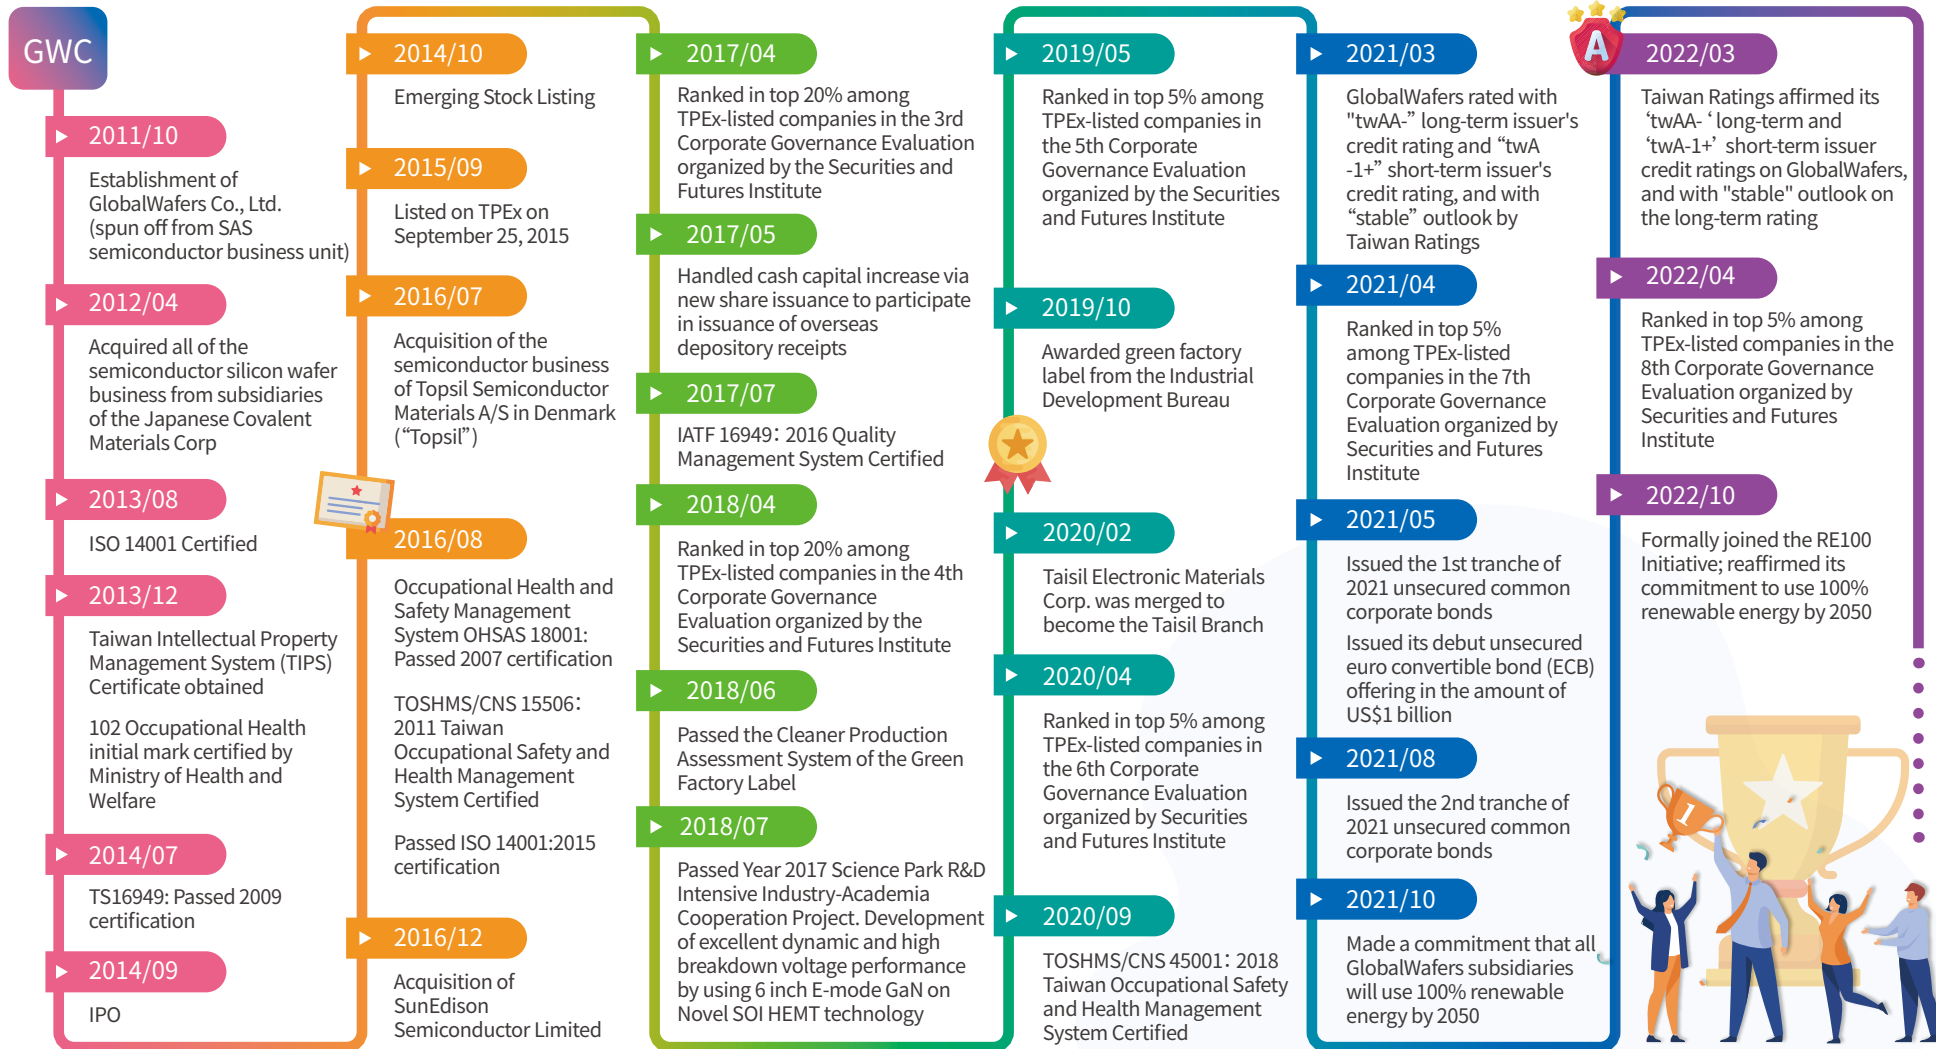 GWC
2011/10
Establishment of
GlobalWafers Co., Ltd.
(spun off from SAS
semiconductor business unit)
2012/04
Acquired all of the
semiconductor silicon wafer
business from subsidiaries
of the Japanese Covalent
Materials Corp
2013/08
ISO 14001 Certified
2013/12
Taiwan Intellectual Property
Management System (TIPS)
Certificate obtained
102 Occupational Health
initial mark certified by
Ministry of Health and
Welfare
2014/07
TS16949: Passed 2009
certification
2014/09
IPO
2014/10
Emerging Stock Listing
2015/09
Listed on TPEx on
September 25, 2015
2016/07
Acquisition of the
semiconductor business
of Topsil Semiconductor
Materials A/S in Denmark
(“Topsil”)
2016/08
Occupational Health and
Safety Management
System OHSAS 18001:
Passed 2007 certification
TOSHMS/CNS 15506:
2011 Taiwan
Occupational Safety and
Health Management
System Certified
Passed ISO 14001:2015
certification
2016/12
Acquisition of
SunEdison
Semiconductor Limited
2017/04
Ranked in top 20% among
TPEx-listed companies in the 3rd
Corporate Governance Evaluation
organized by the Securities and
Futures Institute
2017/05
Handled cash capital increase via
new share issuance to participate
in issuance of overseas
depository receipts
2017/07
IATF 16949: 2016 Quality
Management System Certified
2018/04
Ranked in top 20% among
TPEx-listed companies in the 4th
Corporate Governance
Evaluation organized by the
Securities and Futures Institute
2018/06
Passed the Cleaner Production
Assessment System of the Green
Factory Label
2018/07
Passed Year 2017 Science Park R&D
Intensive Industry-Academia
Cooperation Project. Development
of excellent dynamic and high
breakdown voltage performance
by using 6 inch E-mode GaN on
Novel SOI HEMT technology
2019/05
Ranked in top 5% among
TPEx-listed companies in
the 5th Corporate
Governance Evaluation
organized by the Securities
and Futures Institute
2019/10
Awarded green factory
label from the Industrial
Development Bureau
2020/02
Taisil Electronic Materials
Corp. was merged to
become the Taisil Branch
2020/04
Ranked in top 5% among
TPEx-listed companies in
the 6th Corporate
Governance Evaluation
organized by Securities
and Futures Institute
2020/09
TOSHMS/CNS 45001: 2018
Taiwan Occupational Safety
and Health Management
System Certified
2021/03
GlobalWafers rated with
"twAA-” long-term issuer's
credit rating and “twA
-1+” short-term issuer's
credit rating, and with
“stable” outlook by
Taiwan Ratings
2021/04
Ranked in top 5%
among TPEx-listed
companies in the 7th
Corporate Governance
Evaluation organized by
Securities and Futures
Institute
2021/05
Issued the 1st tranche of
2021 unsecured common
corporate bonds
Issued its debut unsecured
euro convertible bond (ECB)
offering in the amount of
US$1 billion
2021/08
Issued the 2nd tranche of
2021 unsecured common
corporate bonds
2021/10
Made a commitment that all
GlobalWafers subsidiaries
will use 100% renewable
energy by 2050
A
2022/03
Taiwan Ratings affirmed its
‘twAA- ‘ long-term and
‘twA-1+’ short-term issuer
credit ratings on GlobalWafers,
and with "stable" outlook on
the long-term rating
2022/04
Ranked in top 5% among
TPEx-listed companies in the
8th Corporate Governance
Evaluation organized by
Securities and Futures
Institute
2022/10
Formally joined the RE100
Initiative; reaffirmed its
commitment to use 100%
renewable energy by 2050
1